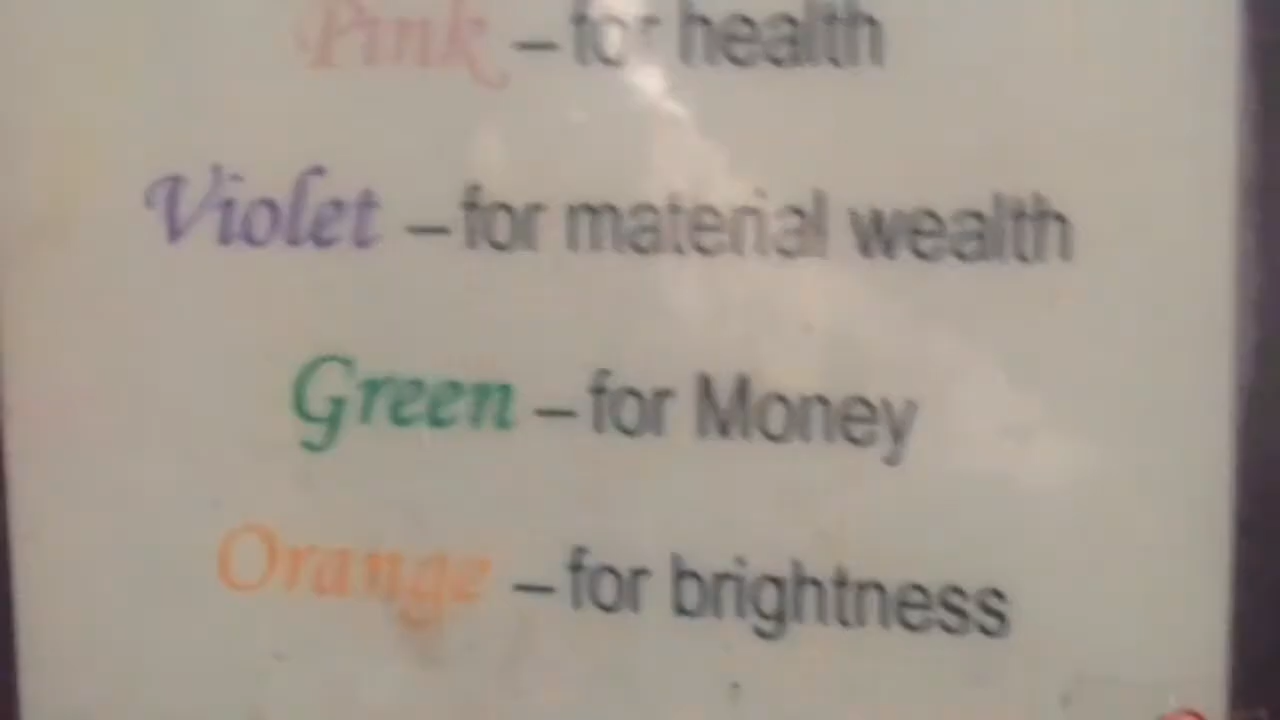 Pink – for health
Violet – for material wealth
Green – for Money
Orange – for brightness